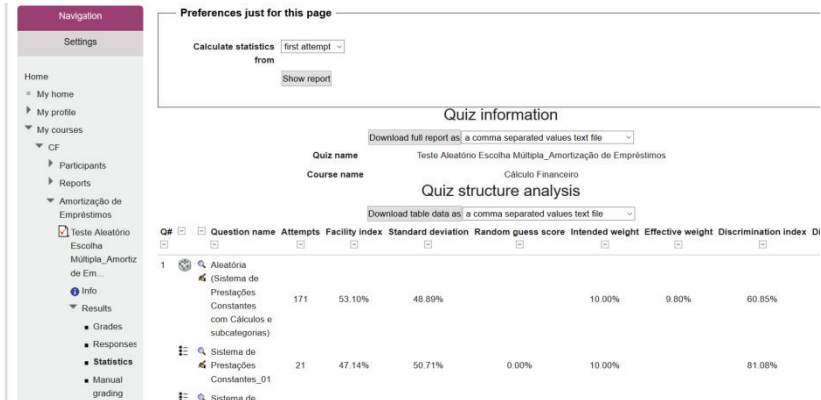 Navigation
Settings
Home
My home
My profile
My courses
CF
Participants
Reports
Amortização de
Empréstimos
Teste Aleatório
Escolha
Múltipla_Amortiz
de Em...
Info
Results
Grades
Responses
Statistics
Manual
grading
Preferences just for this page
Calculate statistics first attempt
from
Show report
Quiz information
Download full report as a comma separated values text file
Quiz name Teste Aleatório Escolha Múltipla_Amortização de Empréstimos
Course name Cálculo Financeiro
Quiz structure analysis
Download table data as a comma separated values text file
Q# Question name Attempts Facility index Standard deviation Random guess score Intended weight Effective weight Discrimination index Di
1 Aleatória
(Sistema de
Prestações
Constantes 171 53.10% 48.89% 10.00% 9.80% 60.85%
com Cálculos e
subcategorias)
Sistema de
Prestações 21 47.14% 50.71% 0.00% 10.00% 81.08%
Constantes_01
Sistema de